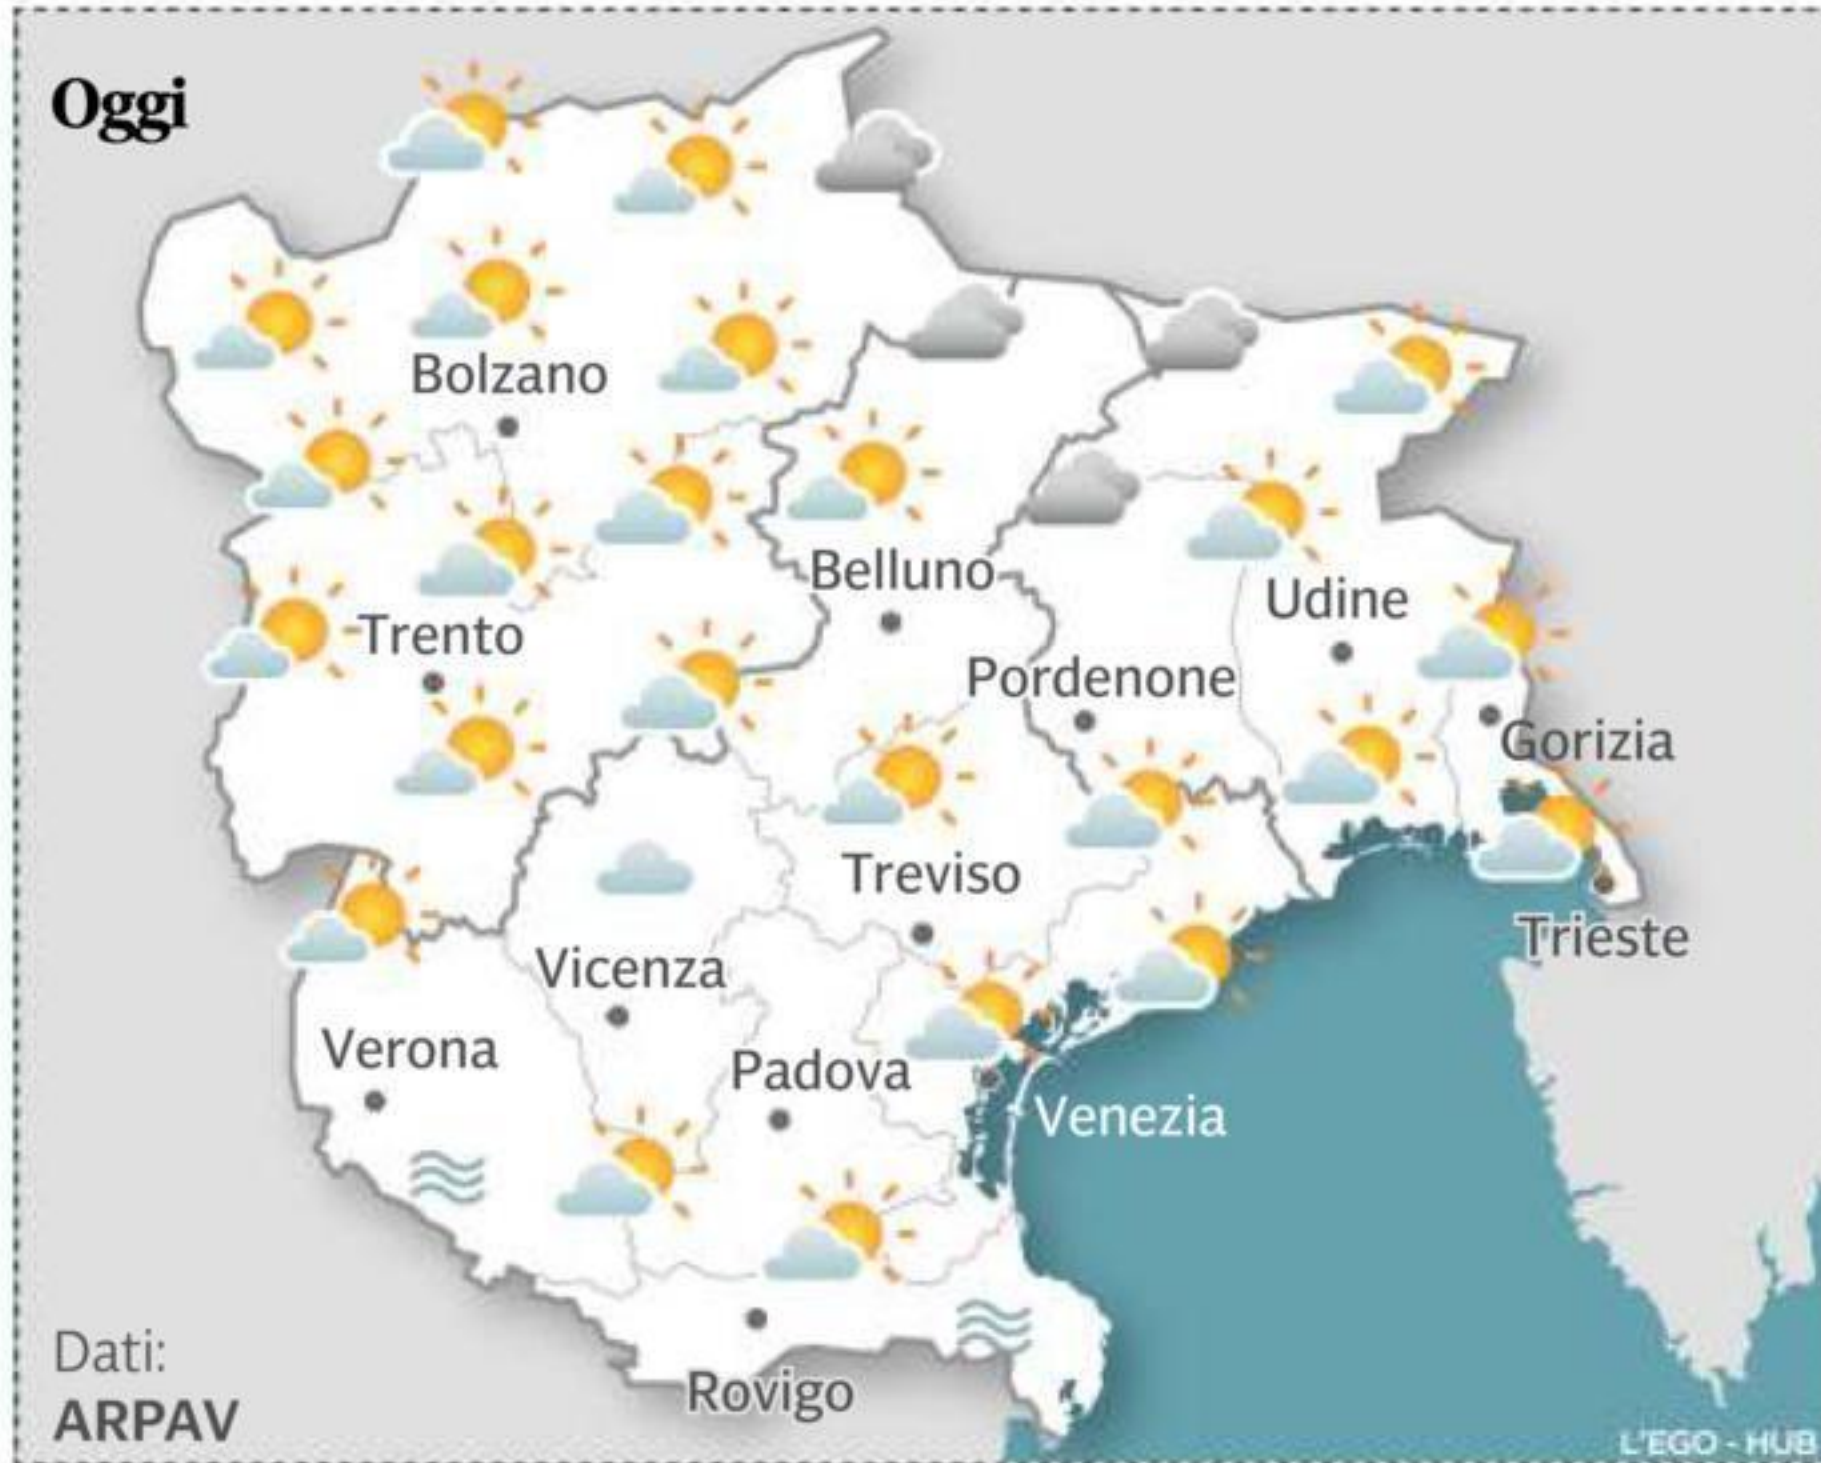 Oggi
Bolzano
Belluno
Udine
Trento
Pordenone
Gorizia
Treviso
Trieste
Vicenza
Verona
Padova
Venezia
Dati:
ARPAV
Rovigo
L'EGO - HUB